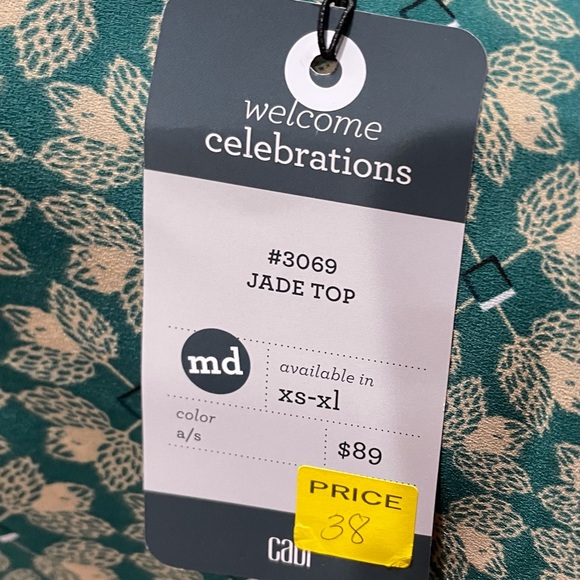 welcome
celebrations
#3069
JADE TOP
md
available in
xs-xl
color
a/s
$89
PRICE
38
cabi